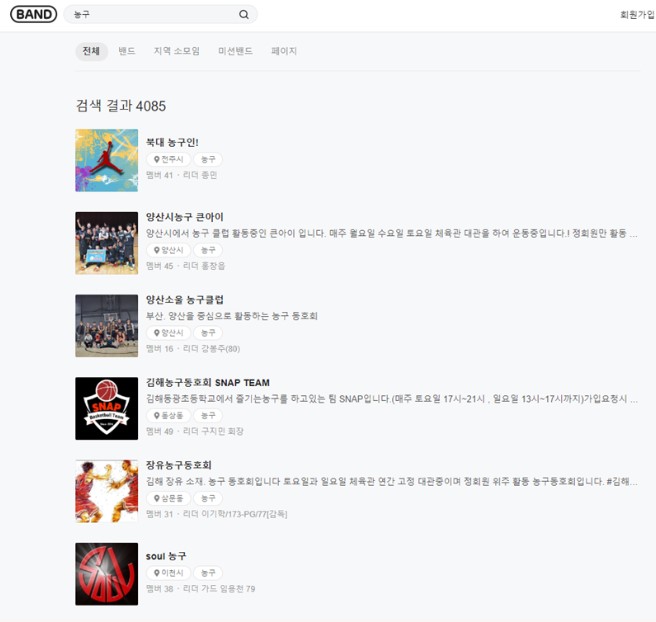 BAND
농구
회원가입
전체 밴드 지역 소모임 미션밴드 페이지
검색 결과 4085
북대 농구인!
전주시 농구
멤버 41 · 리더 종민
양산시농구 큰아이
양산시에서 농구 클럽 활동중인 큰아이 입니다. 매주 월요일 수요일 토요일 체육관 대관을 하여 운동중입니다.! 정회원만 활동 ...
양산시 농구
멤버 45 · 리더 홍창읍
양산소울 농구클럽
부산. 양산을 중심으로 활동하는 농구 동호회
양산시 농구
멤버 16 · 리더 강봉주(80)
SNAP
Basketball Team
김해농구동호회 SNAP TEAM
김해동광초등학교에서 즐기는농구를 하고있는 팀 SNAP입니다.(매주 토요일 17시~21시 , 일요일 13시~17시까지)가입요청시 ...
동상동 농구
멤버 49 · 리더 구지민 회장
장유농구동호회
김해 장유 소재. 농구 동호회입니다 토요일과 일요일 체육관 연간 고정 대관중이며 정회원 위주 활동 농구동호회입니다. #김해...
삼문동 농구
멤버 31 · 리더 이기학/173-PG/77[감독]
SOUL
soul 농구
이천시 농구
멤버 38 · 리더 가드 임용천 79